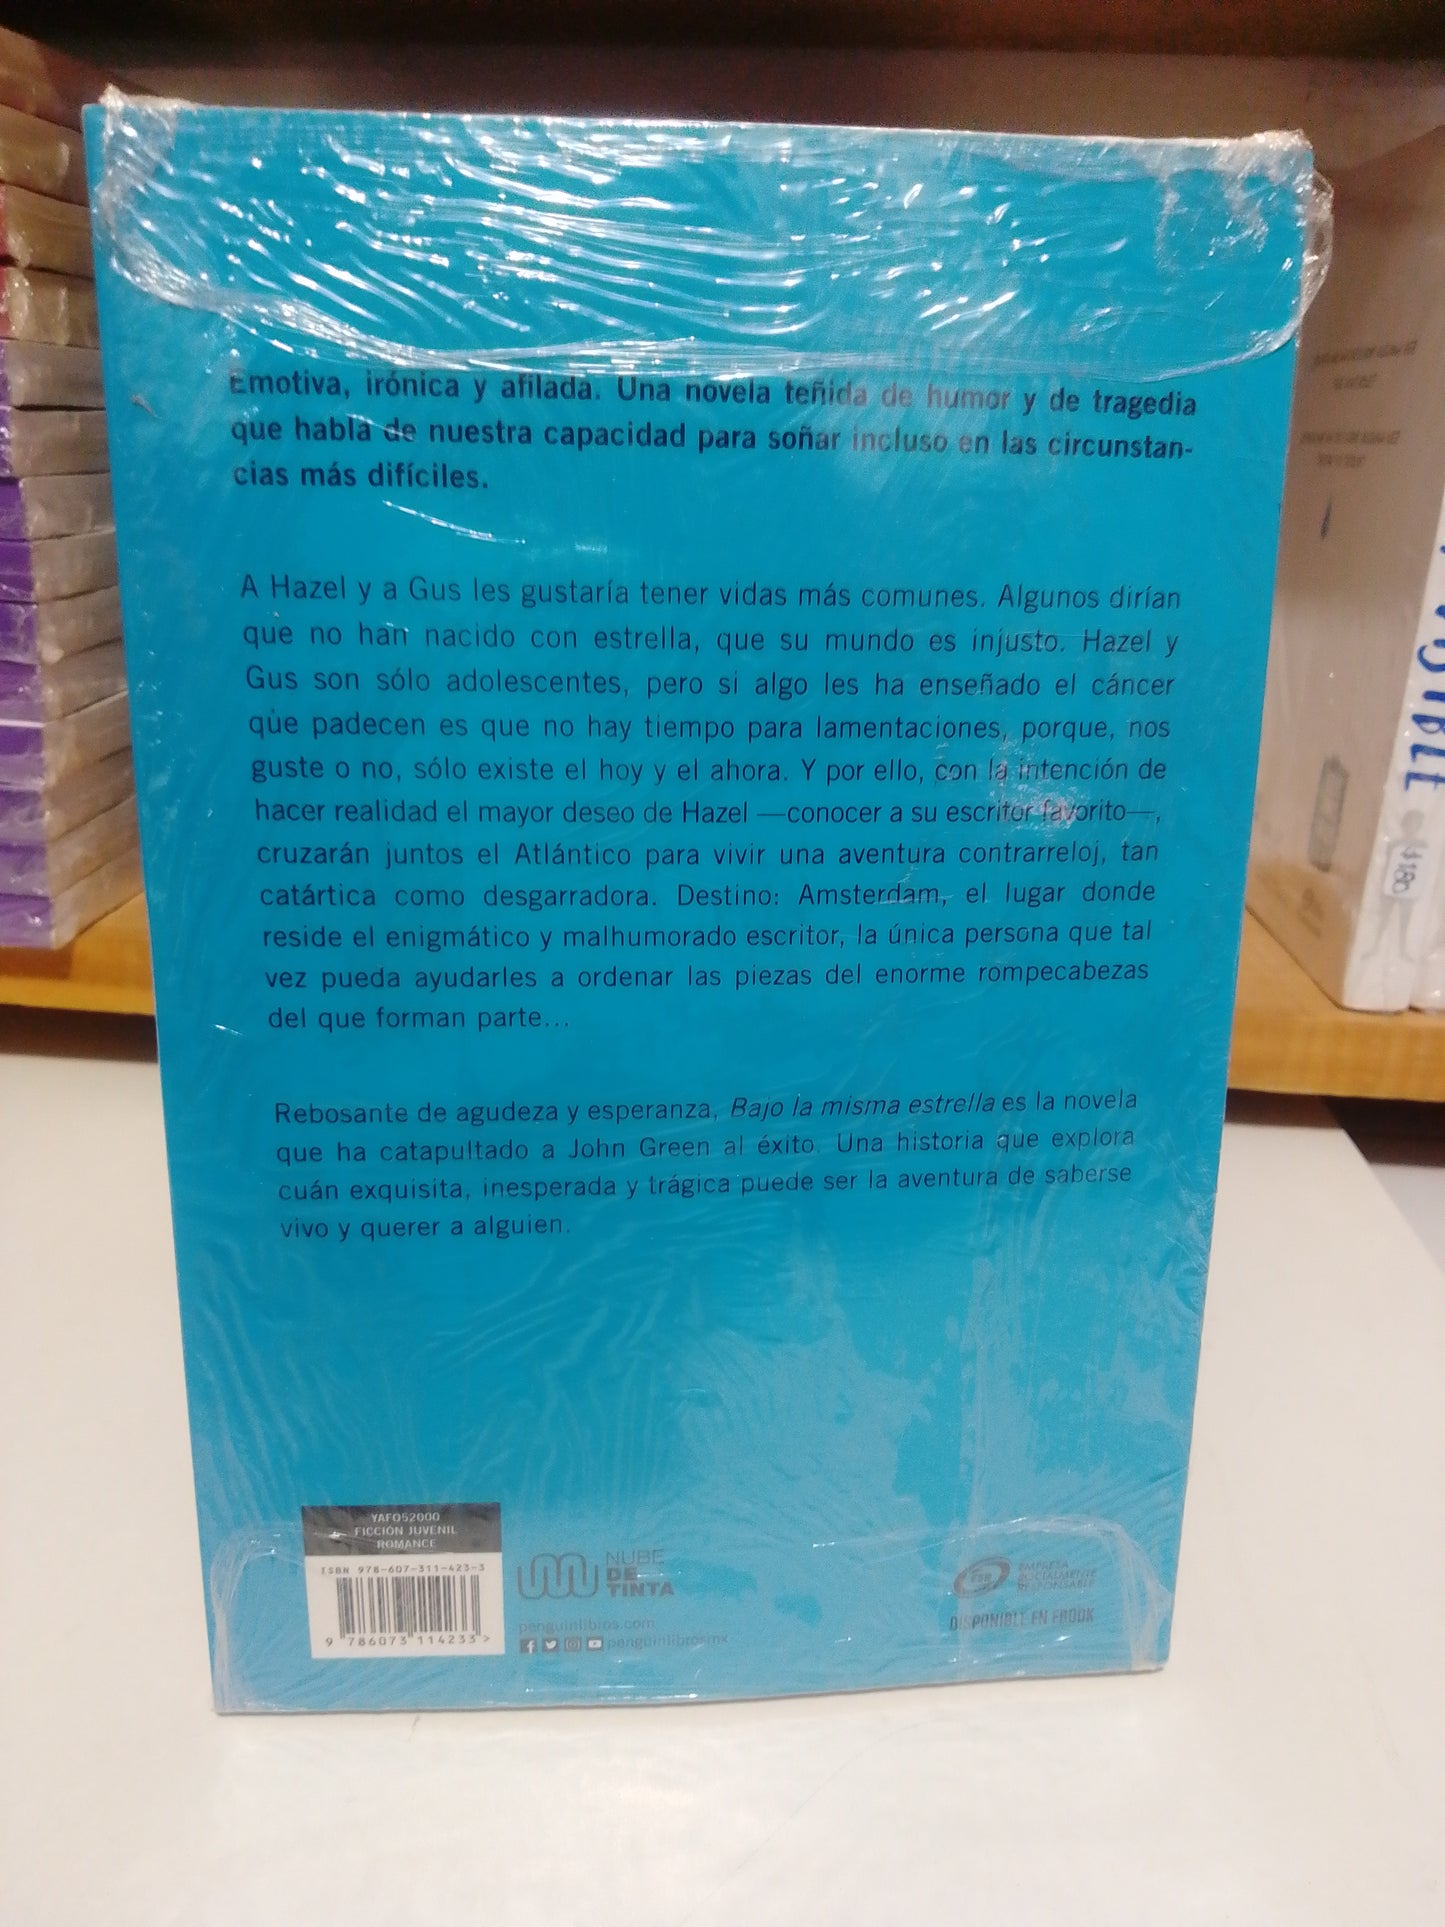 Emotiva, irónica y afilada. Una novela teñida de humor y de tragedia
que habla de nuestra capacidad para soñar incluso en las circunstan-
cias más difíciles.
A Hazel y a Gus les gustaría tener vidas más comunes. Algunos dirían
que no han nacido con estrella, que su mundo es injusto. Hazel y
Gus son sólo adolescentes, pero si algo les ha enseñado el cáncer
que padecen es que no hay tiempo para lamentaciones, porque, nos
guste o no, sólo existe el hoy y el ahora. Y por ello, con la intención de
hacer realidad el mayor deseo de Hazel —conocer a su escritor favorito—,
cruzarán juntos el Atlántico para vivir una aventura contrarreloj, tan
catártica como desgarradora. Destino: Amsterdam, el lugar donde
reside el enigmático y malhumorado escritor, la única persona que tal
vez pueda ayudarles a ordenar las piezas del enorme rompecabezas
del que forman parte...
Rebosante de agudeza y esperanza, Bajo la misma estrella es la novela
que ha catapultado a John Green al éxito. Una historia que explora
cuán exquisita, inesperada y trágica puede ser la aventura de saberse
vivo y querer a alguien.
YAF052000
FICCIÓN JUVENIL
ROMANCE
ISBN 978-607-311-423-3
9 786073 114233 >
NUBE
DE
TINTA
penguinlibros.com
penguinlibrosmx
ESR
EMPRESA
SOCIALMENTE
RESPONSABLE
DISPONIBLE EN EBOOK
$180